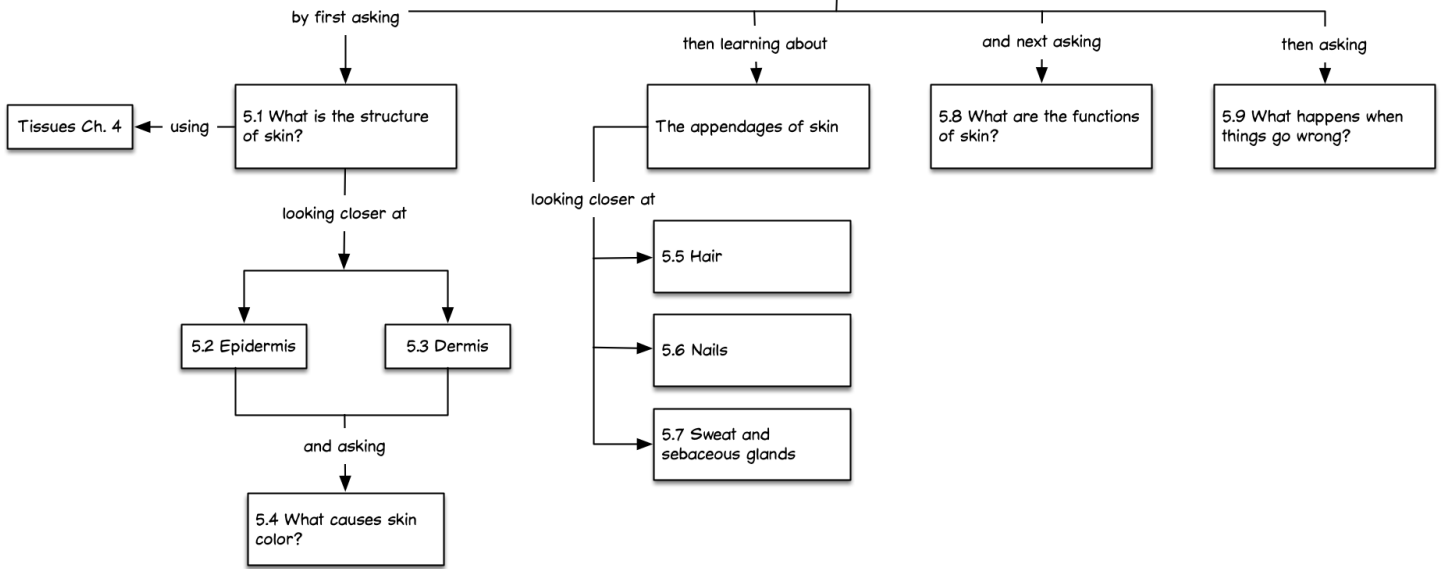 by first asking
then learning about
and next asking
then asking
Tissues Ch. 4
using
5.1 What is the structure
of skin?
The appendages of skin
5.8 What are the functions
of skin?
5.9 What happens when
things go wrong?
looking closer at
looking closer at
5.5 Hair
5.2 Epidermis
5.3 Dermis
5.6 Nails
and asking
5.7 Sweat and
sebaceous glands
5.4 What causes skin
color?